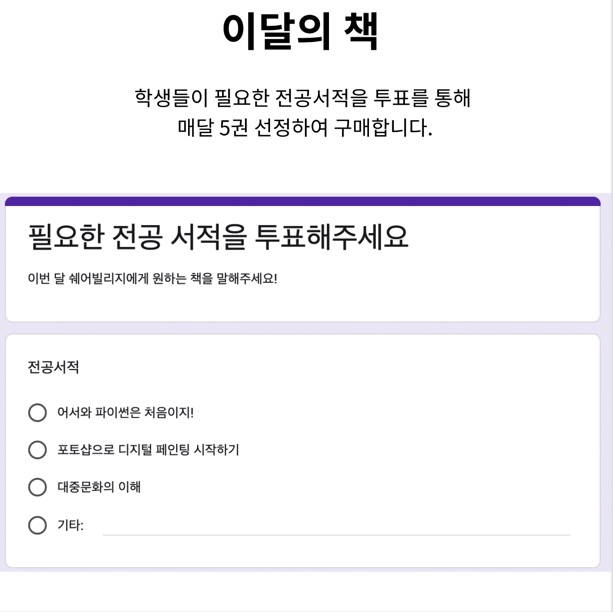 이달의 책
학생들이 필요한 전공서적을 투표를 통해
매달 5권 선정하여 구매합니다.
필요한 전공 서적을 투표해주세요
이번 달 쉐어빌리지에게 원하는 책을 말해주세요!
전공서적
어서와 파이썬은 처음이지!
포토샵으로 디지털 페인팅 시작하기
대중문화의 이해
기타: